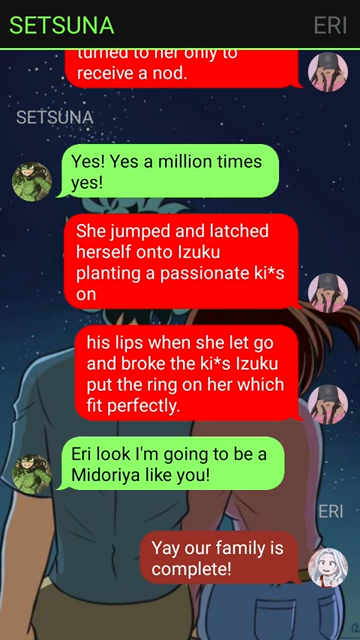 SETSUNA ERI
turned to her only to
receive a nod.
SETSUNA
Yes! Yes a million times
yes!
She jumped and latched
herself onto Izuku
planting a passionate ki*s
on
his lips when she let go
and broke the ki*s Izuku
put the ring on her which
fit perfectly.
Eri look I'm going to be a
Midoriya like you!
ERI
Yay our family is
complete!